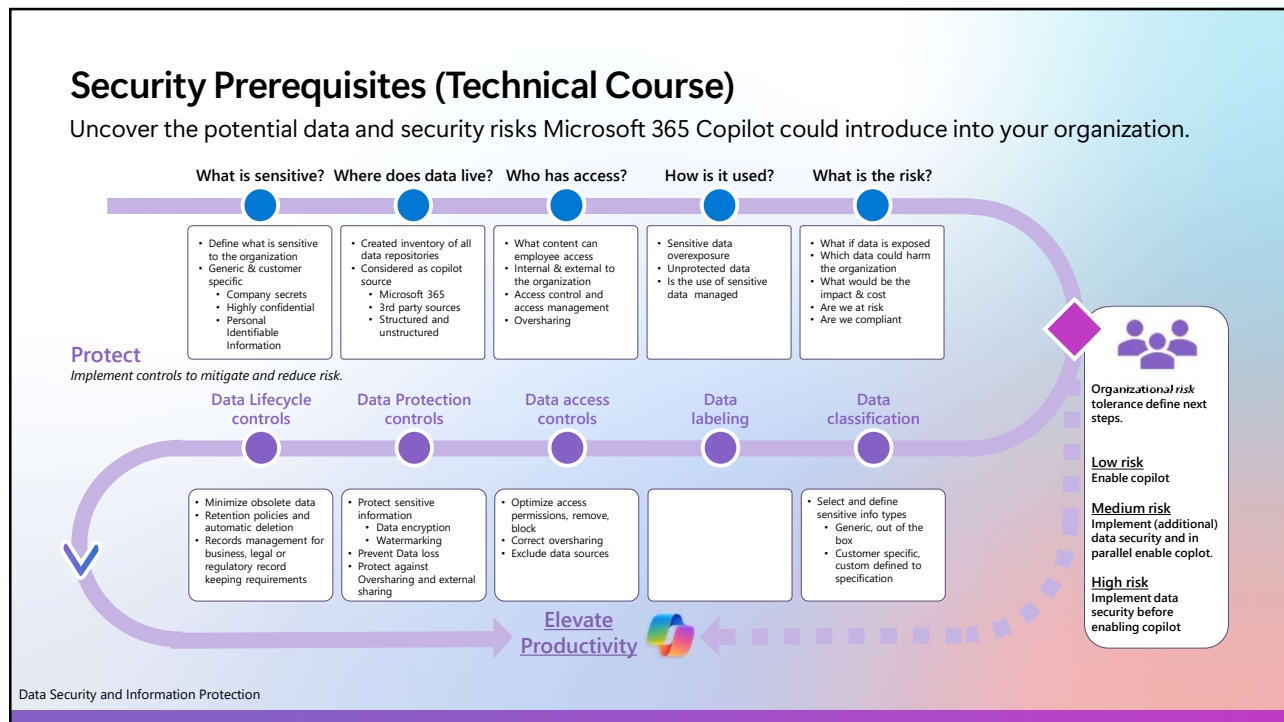 Security Prerequisites (Technical Course)
Uncover the potential data and security risks Microsoft 365 Copilot could introduce into your organization.
What is sensitive?
• Define what is sensitive
to the organization
• Generic & customer
specific
• Company secrets
• Highly confidential
• Personal
Identifiable
Information
Where does data live?
• Created inventory of all
data repositories
• Considered as copilot
source
• Microsoft 365
• 3rd party sources
• Structured and
unstructured
Who has access?
• What content can
employee access
• Internal & external to
the organization
• Access control and
access management
• Oversharing
How is it used?
• Sensitive data
overexposure
• Unprotected data
• Is the use of sensitive
data managed
What is the risk?
• What if data is exposed
• Which data could harm
the organization
• What would be the
impact & cost
• Are we at risk
• Are we compliant
Organizational risk
tolerance define next
steps.
Low risk
Enable copilot
Medium risk
Implement (additional)
data security and in
parallel enable coplot.
High risk
Implement data
security before
enabling copilot
Protect
Implement controls to mitigate and reduce risk.
Data Lifecycle
controls
• Minimize obsolete data
• Retention policies and
automatic deletion
• Records management for
business, legal or
regulatory record
keeping requirements
Data Protection
controls
• Protect sensitive
information
• Data encryption
• Watermarking
• Prevent Data loss
• Protect against
Oversharing and external
sharing
Data access
controls
• Optimize access
permissions, remove,
block
• Correct oversharing
• Exclude data sources
Data
labeling
Data
classification
• Select and define
sensitive info types
• Generic, out of the
box
• Customer specific,
custom defined to
specification
Elevate
Productivity
Data Security and Information Protection